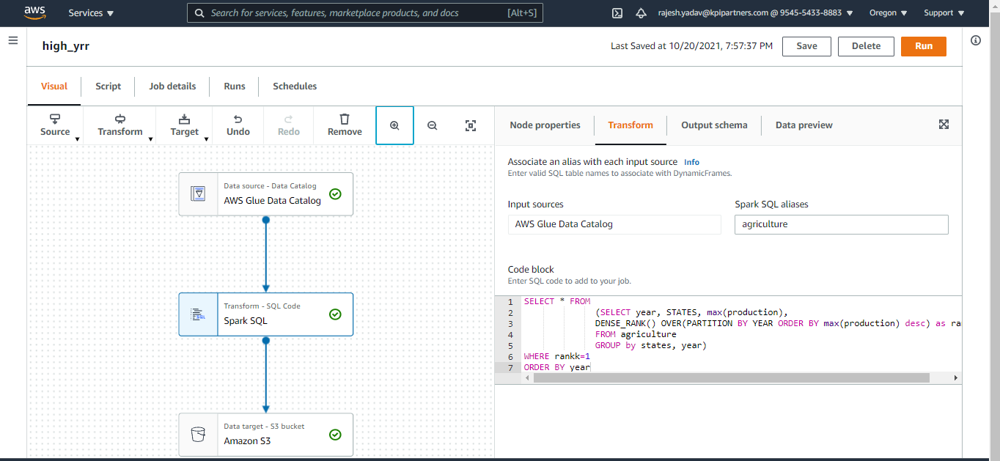 aws Services ▼ Search for services, features, marketplace products, and docs [Alt+S] rajesh.yadav@kpipartners.com @ 9545-5433-8883 ▼ Oregon ▼ Support ▼
high_yrr Last Saved at 10/20/2021, 7:57:37 PM Save Delete Run
Visual Script Job details Runs Schedules
Source Transform Target Undo Redo Remove
Data source - Data Catalog
AWS Glue Data Catalog
Transform - SQL Code
Spark SQL
Data target - S3 bucket
Amazon S3
Node properties Transform Output schema Data preview
Associate an alias with each input source Info
Enter valid SQL table names to associate with DynamicFrames.
Input sources Spark SQL aliases
AWS Glue Data Catalog agriculture
Code block
Enter SQL code to add to your job.
1 SELECT * FROM
2 (SELECT year, STATES, max(production),
3 DENSE_RANK() OVER(PARTITION BY YEAR ORDER BY max(production) desc) as ra
4 FROM agriculture
5 GROUP by states, year)
6 WHERE rankk=1
7 ORDER BY year